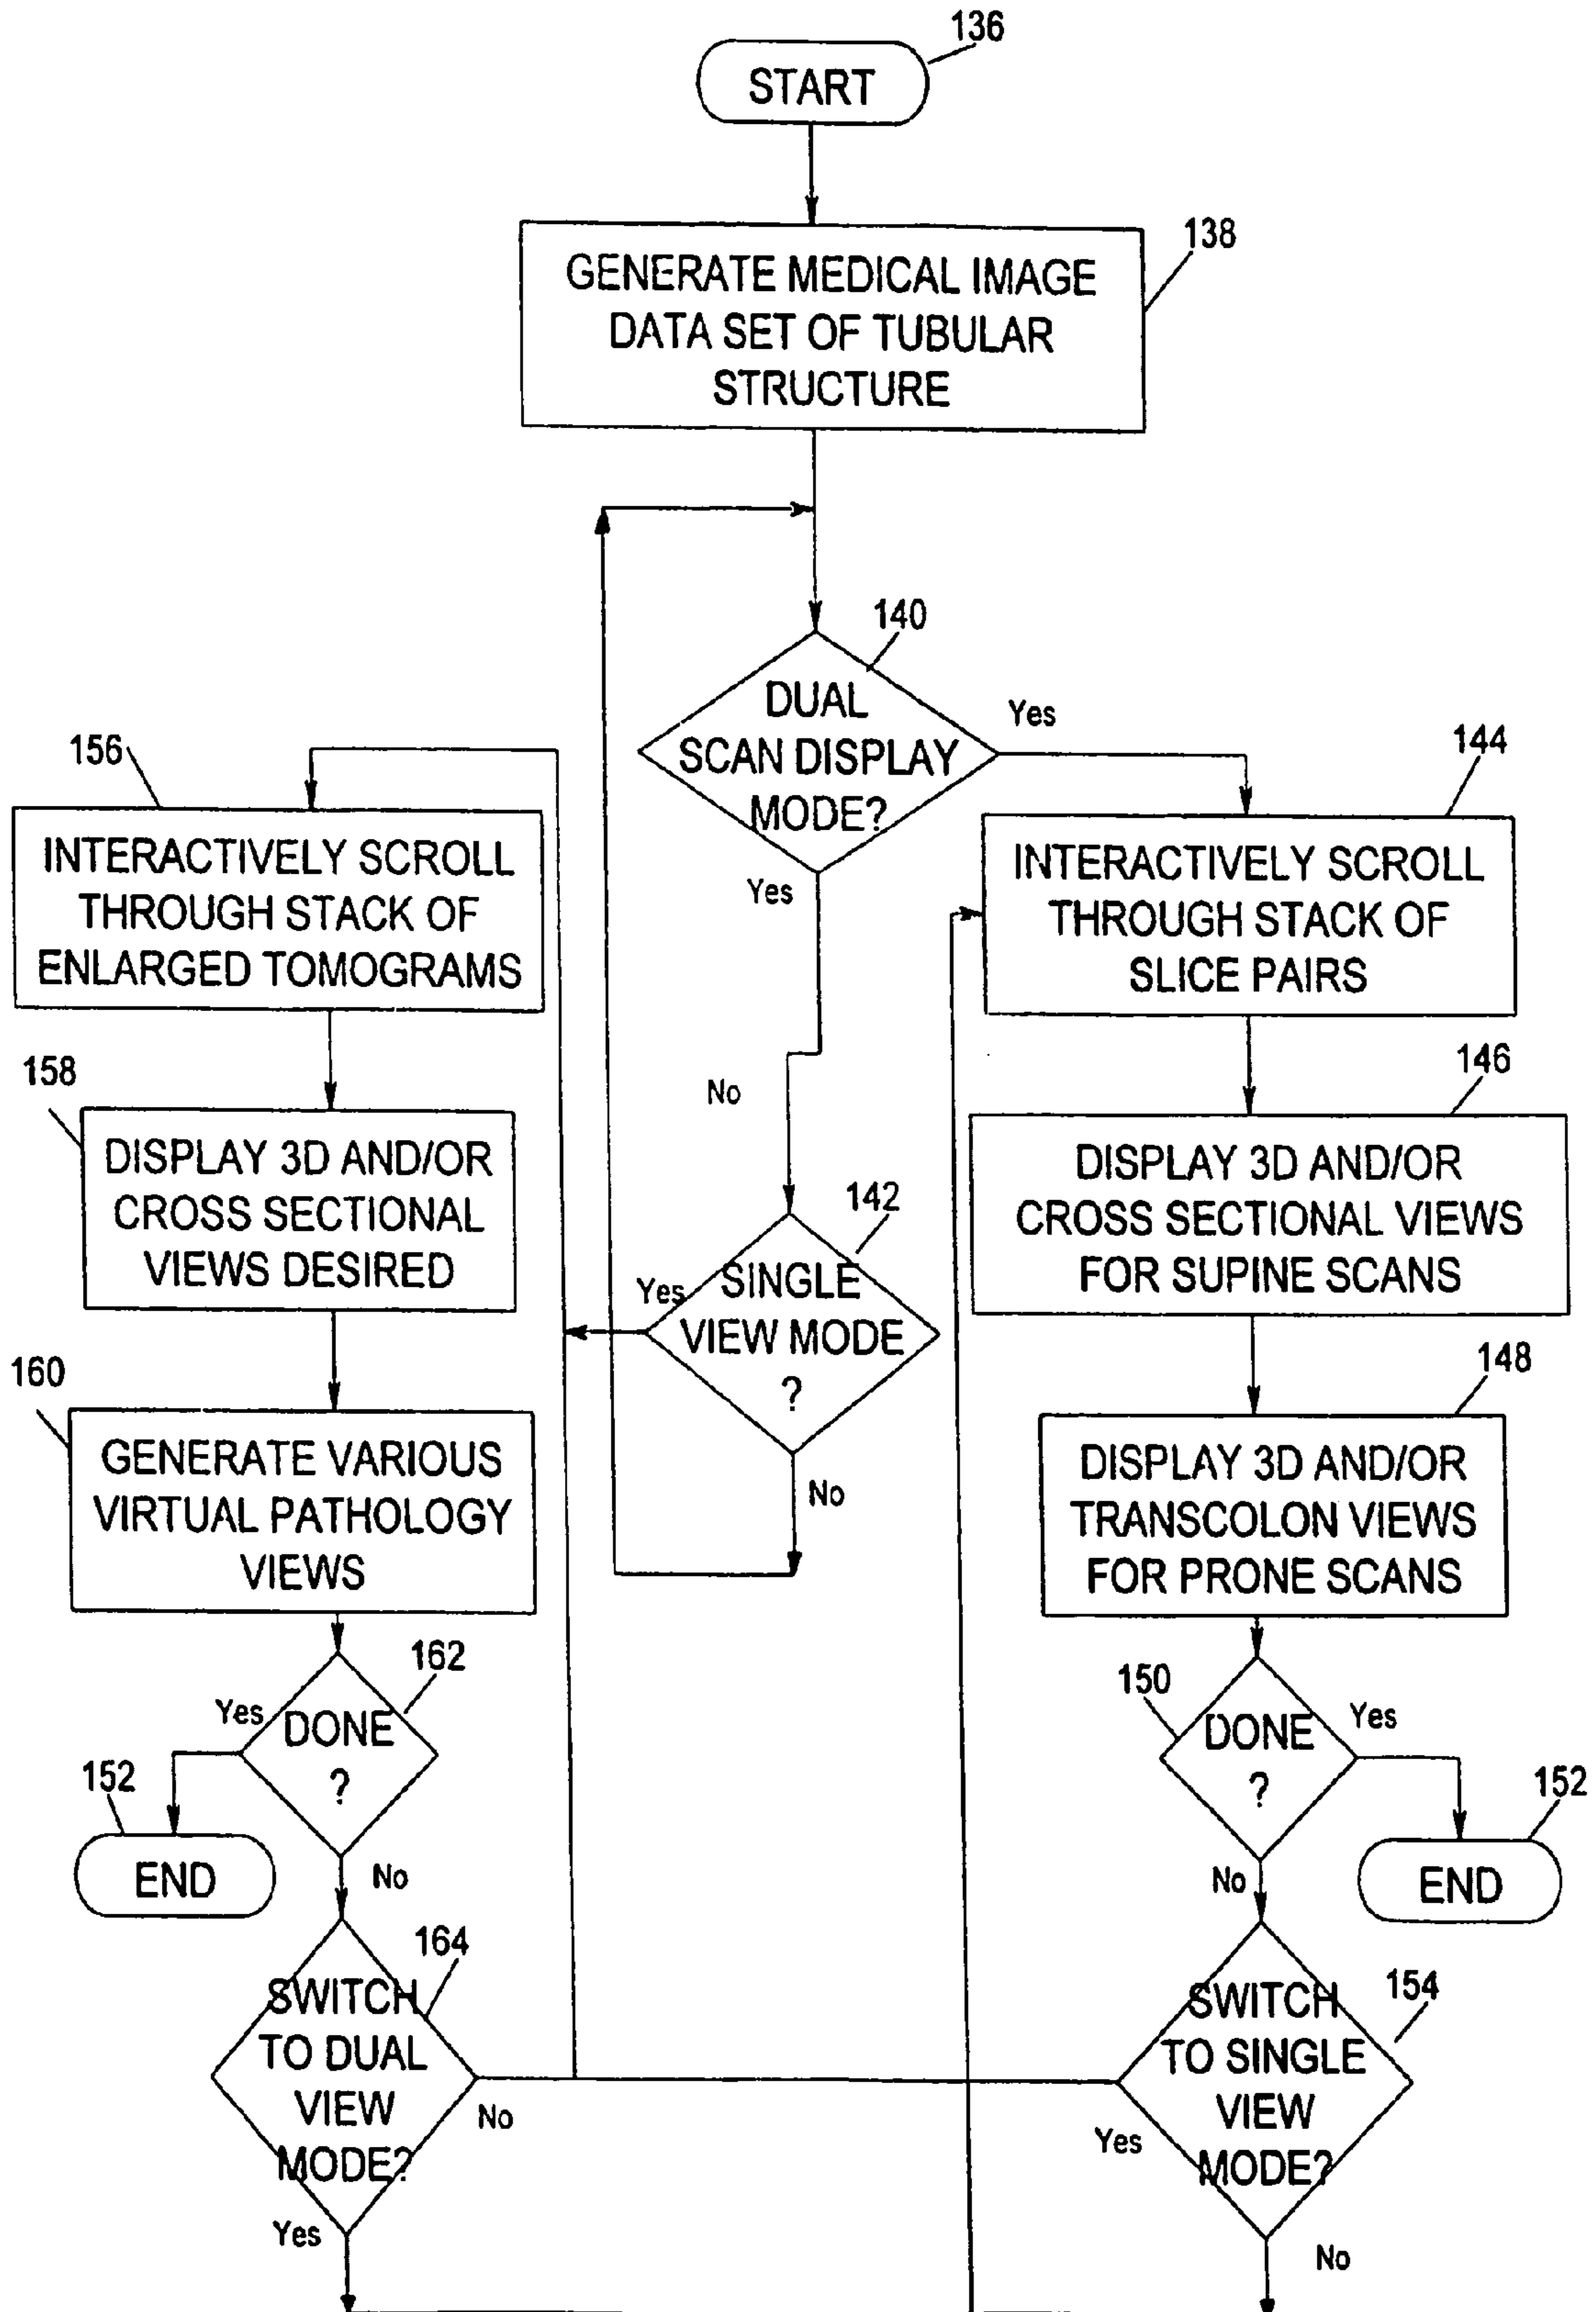 136
START
138
GENERATE MEDICAL IMAGE
DATA SET OF TUBULAR
STRUCTURE
140
DUAL
SCAN DISPLAY
MODE?
Yes
Yes
144
INTERACTIVELY SCROLL
THROUGH STACK OF
SLICE PAIRS
156
INTERACTIVELY SCROLL
THROUGH STACK OF
ENLARGED TOMOGRAMS
No
146
DISPLAY 3D AND/OR
CROSS SECTIONAL VIEWS
FOR SUPINE SCANS
158
DISPLAY 3D AND/OR
CROSS SECTIONAL
VIEWS DESIRED
142
SINGLE
VIEW MODE
?
Yes
No
148
DISPLAY 3D AND/OR
TRANSCOLON VIEWS
FOR PRONE SCANS
160
GENERATE VARIOUS
VIRTUAL PATHOLOGY
VIEWS
162
DONE
?
Yes
152
END
No
150
DONE
?
Yes
152
END
No
164
SWITCH
TO DUAL
VIEW
MODE?
No
Yes
154
SWITCH
TO SINGLE
VIEW
MODE?
Yes
No